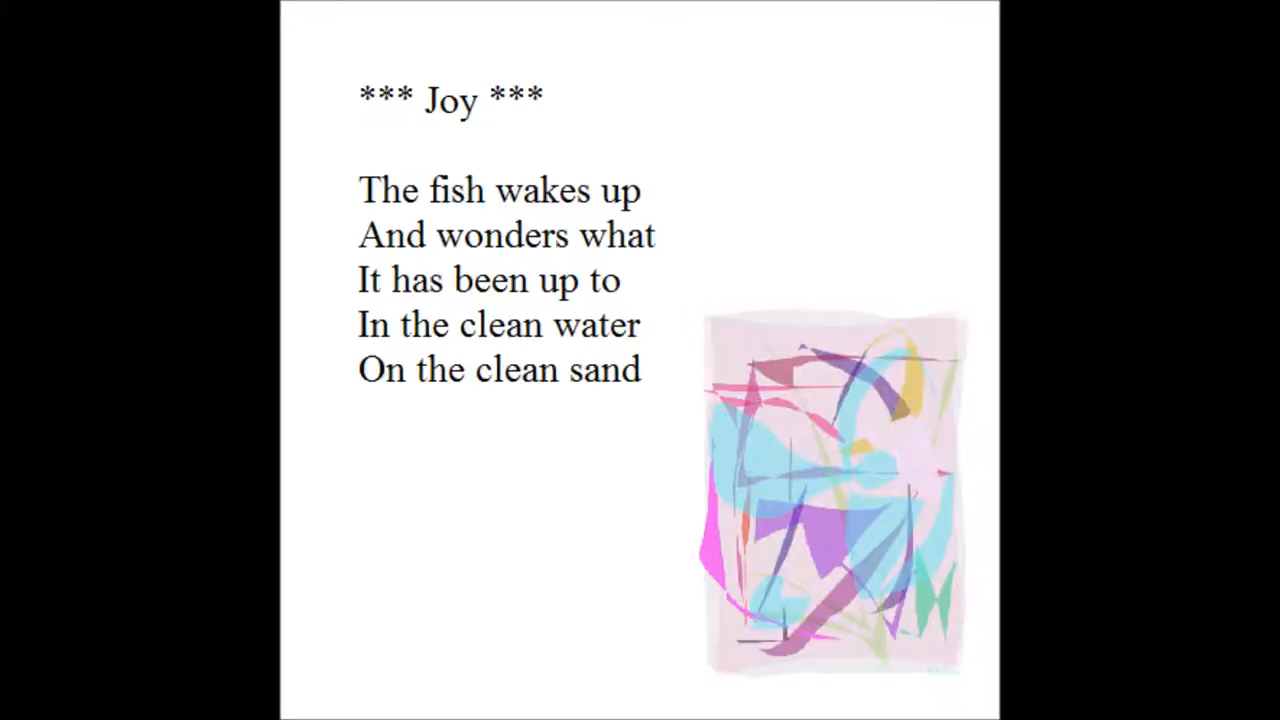 *** Joy ***
The fish wakes up
And wonders what
It has been up to
In the clean water
On the clean sand